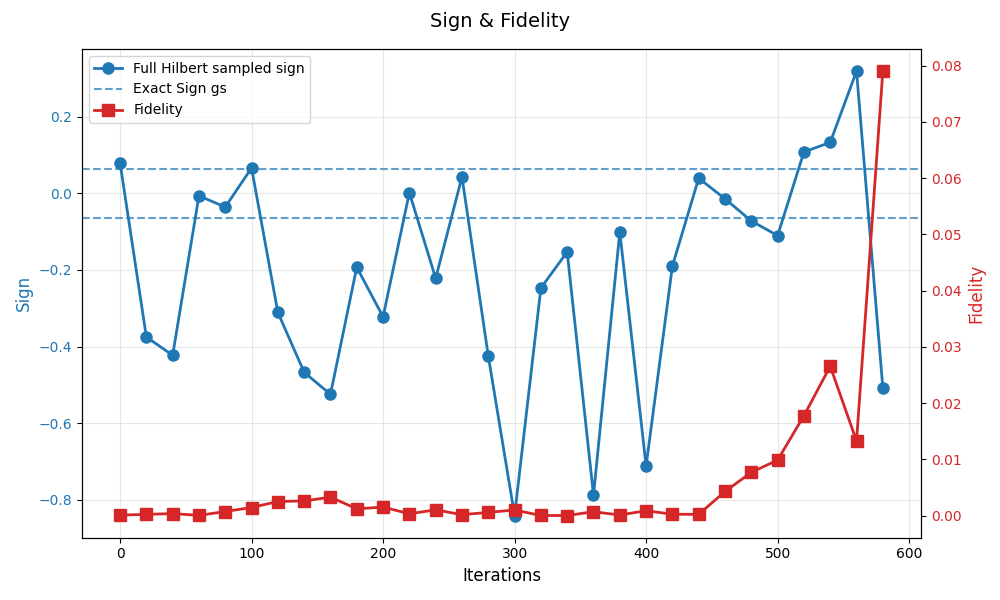 Sign & Fidelity
Full Hilbert sampled sign
Exact Sign gs
Fidelity
Sign
0.2
0.0
−0.2
−0.4
−0.6
−0.8
0.08
0.07
0.06
0.05
0.04
0.03
0.02
0.01
0.00
Fidelity
0 100 200 300 400 500 600
Iterations